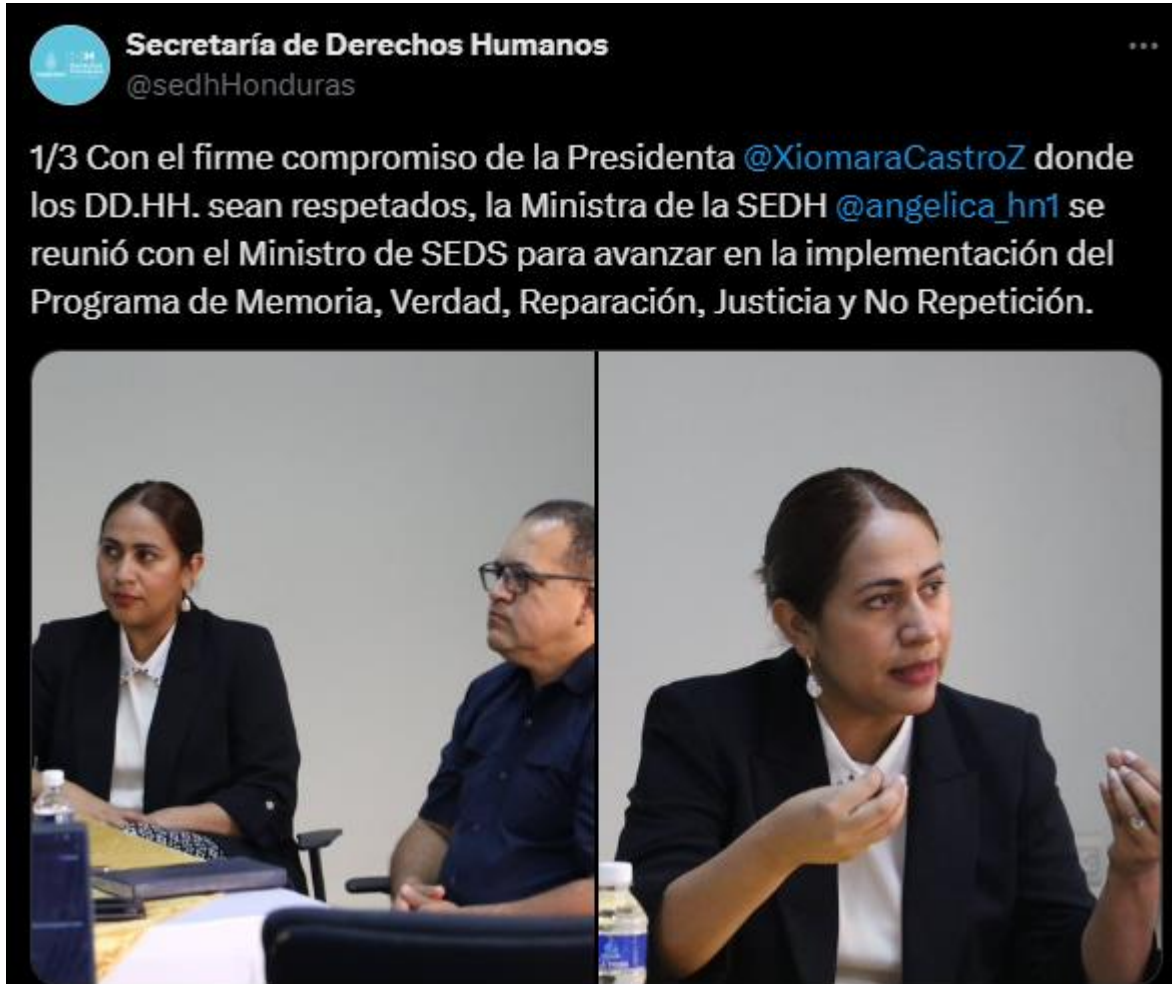 Secretaría de Derechos Humanos
@sedhHonduras
1/3 Con el firme compromiso de la Presidenta @XiomaraCastroZ donde
los DD.HH. sean respetados, la Ministra de la SEDH @angelica_hn1 se
reunió con el Ministro de SEDS para avanzar en la implementación del
Programa de Memoria, Verdad, Reparación, Justicia y No Repetición.